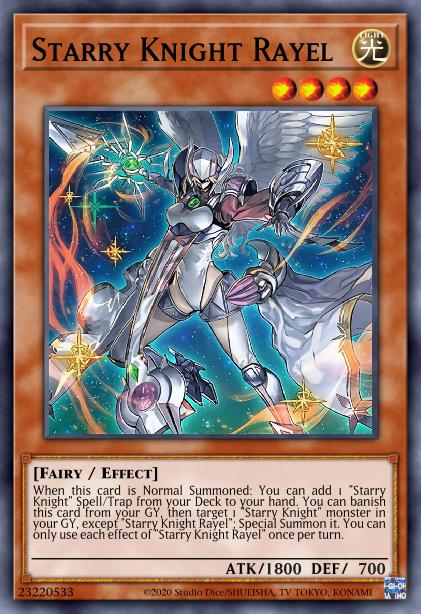 STARRY KNIGHT RAYEL
LIGHT
光
[FAIRY / EFFECT]
When this card is Normal Summoned: You can add 1 "Starry
Knight" Spell/Trap from your Deck to your hand. You can banish
this card from your GY, then target 1 "Starry Knight" monster in
your GY, except "Starry Knight Rayel": Special Summon it. You can
only use each effect of "Starry Knight Rayel" once per turn.
ATK/1800 DEF/ 700
23220533
©2020 Studio Dice/SHUEISHA, TV TOKYO, KONAMI